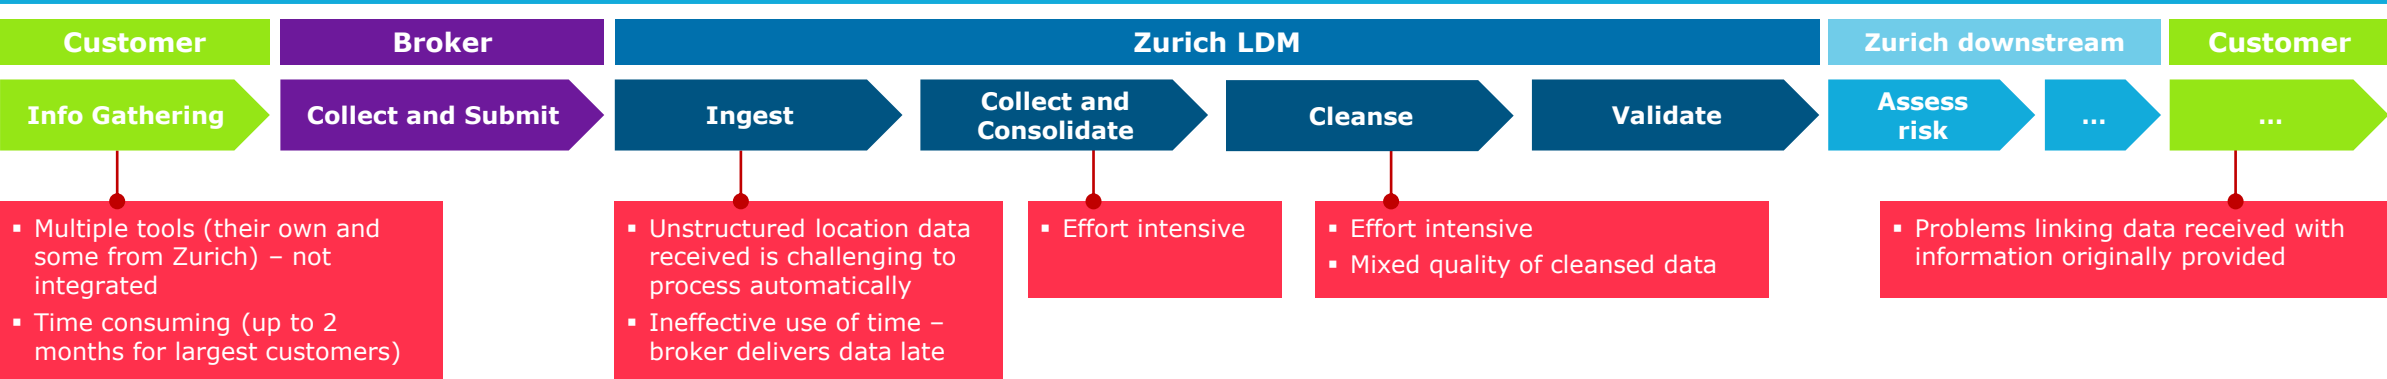 Customer
Broker
Zurich LDM
Zurich downstream
Customer
Info Gathering
Collect and Submit
Ingest
Collect and
Consolidate
Cleanse
Validate
Assess
risk
...
...
▪ Multiple tools (their own and
some from Zurich) – not
integrated
▪ Time consuming (up to 2
months for largest customers)
▪ Unstructured location data
received is challenging to
process automatically
▪ Ineffective use of time –
broker delivers data late
▪ Effort intensive
▪ Effort intensive
▪ Mixed quality of cleansed data
▪ Problems linking data received with
information originally provided